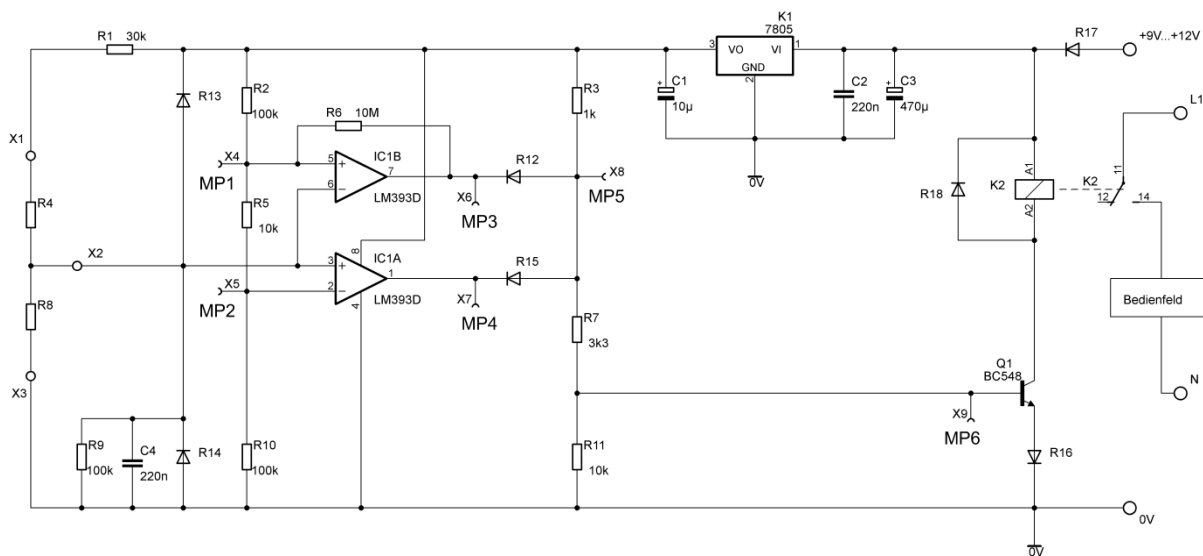 K1
7805
3
VO
VI
1
GND
2
R1 30k
R17
+9V...+12V
R13
R2
100k
R3
1k
+
C1
10µ
C2
220n
+
C3
470µ
L1
R6 10M
X1
X4
MP1
5
+
6
−
IC1B
7
LM393D
R12
X6
MP3
X8
MP5
0V
R18
A1
K2
A2
K2
11
12
14
R4
R5
10k
X2
8
IC1A
3
+
2
−
1
LM393D
4
R15
X5
MP2
X7
MP4
R8
R7
3k3
Bedienfeld
X3
Q1
BC548
N
X9
MP6
R9
100k
C4
220n
R14
R10
100k
R11
10k
R16
0V
0V